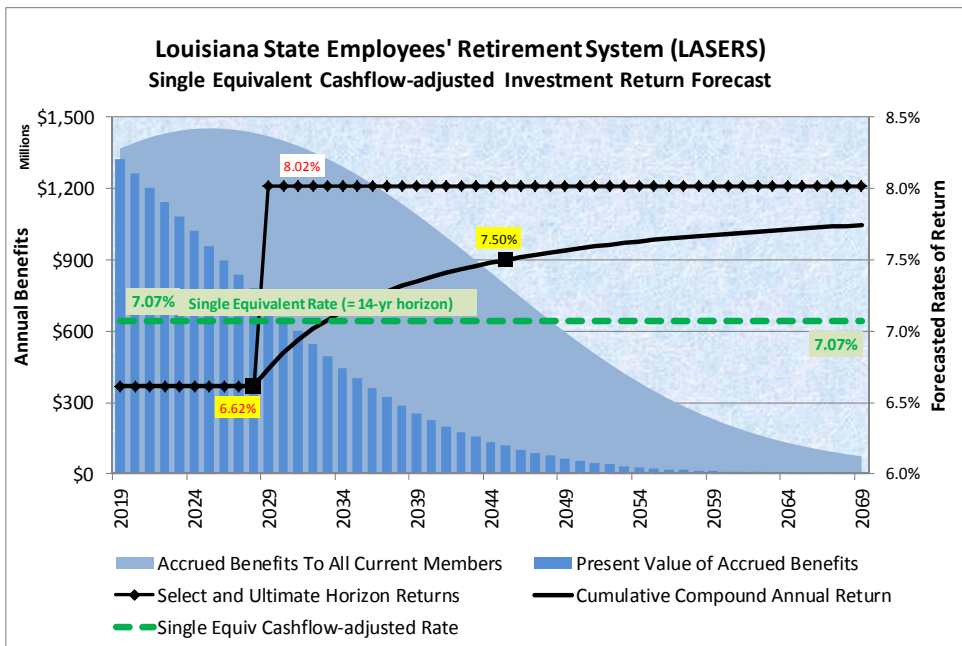 Louisiana State Employees' Retirement System (LASERS)
Single Equivalent Cashflow-adjusted Investment Return Forecast
Millions
Annual Benefits
$1,500
$1,200
$900
$600
$300
$0
8.02%
7.50%
7.07%
Single Equivalent Rate (= 14-yr horizon)
7.07%
6.62%
8.5%
8.0%
7.5%
7.0%
6.5%
6.0%
Forecasted Rates of Return
2019
2024
2029
2034
2039
2044
2049
2054
2059
2064
2069
Accrued Benefits To All Current Members
Present Value of Accrued Benefits
Select and Ultimate Horizon Returns
Cumulative Compound Annual Return
Single Equiv Cashflow-adjusted Rate